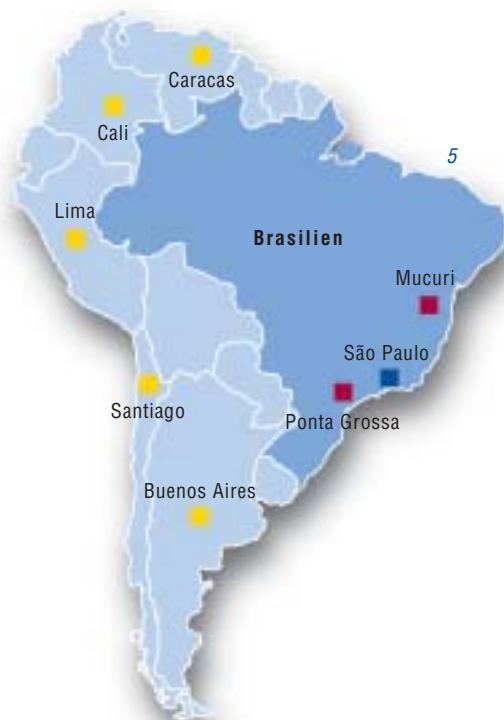 Caracas
Cali
5
Lima
Brasilien
Mucuri
São Paulo
Santiago
Ponta Grossa
Buenos Aires